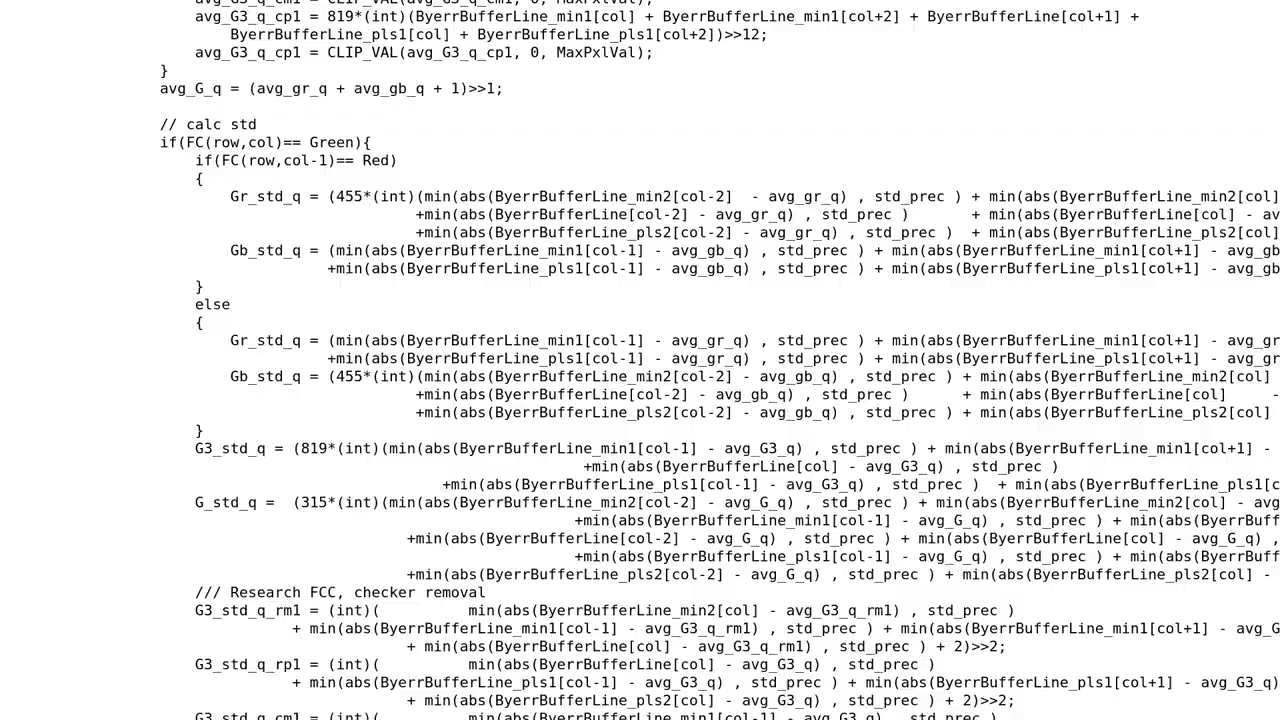 avg_G3_q_cm1 = CLIP_VAL(avg_G3_q_cm1, 0, MaxPxlVal);
avg_G3_q_cp1 = 819*(int)(ByerrBufferLine_min1[col] + ByerrBufferLine_min1[col+2] + ByerrBufferLine[col+1] +
ByerrBufferLine_pls1[col] + ByerrBufferLine_pls1[col+2])>>12;
avg_G3_q_cp1 = CLIP_VAL(avg_G3_q_cp1, 0, MaxPxlVal);
}
avg_G_q = (avg_gr_q + avg_gb_q + 1)>>1;
// calc std
if(FC(row,col)== Green){
if(FC(row,col-1)== Red)
{
Gr_std_q = (455*(int)(min(abs(ByerrBufferLine_min2[col-2]  - avg_gr_q) , std_prec ) + min(abs(ByerrBufferLine_min2[col]
+min(abs(ByerrBufferLine[col-2] - avg_gr_q) , std_prec )       + min(abs(ByerrBufferLine[col] - av
+min(abs(ByerrBufferLine_pls2[col-2] - avg_gr_q) , std_prec )  + min(abs(ByerrBufferLine_pls2[col]
Gb_std_q = (min(abs(ByerrBufferLine_min1[col-1] - avg_gb_q) , std_prec ) + min(abs(ByerrBufferLine_min1[col+1] - avg_gb
+min(abs(ByerrBufferLine_pls1[col-1] - avg_gb_q) , std_prec ) + min(abs(ByerrBufferLine_pls1[col+1] - avg_gb
}
else
{
Gr_std_q = (min(abs(ByerrBufferLine_min1[col-1] - avg_gr_q) , std_prec ) + min(abs(ByerrBufferLine_min1[col+1] - avg_gr
+min(abs(ByerrBufferLine_pls1[col-1] - avg_gr_q) , std_prec ) + min(abs(ByerrBufferLine_pls1[col+1] - avg_gr
Gb_std_q = (455*(int)(min(abs(ByerrBufferLine_min2[col-2] - avg_gb_q) , std_prec ) + min(abs(ByerrBufferLine_min2[col]
+min(abs(ByerrBufferLine[col-2] - avg_gb_q) , std_prec )      + min(abs(ByerrBufferLine[col]     -
+min(abs(ByerrBufferLine_pls2[col-2] - avg_gb_q) , std_prec ) + min(abs(ByerrBufferLine_pls2[col]
}
G3_std_q = (819*(int)(min(abs(ByerrBufferLine_min1[col-1] - avg_G3_q) , std_prec ) + min(abs(ByerrBufferLine_min1[col+1] -
+min(abs(ByerrBufferLine[col] - avg_G3_q) , std_prec )
+min(abs(ByerrBufferLine_pls1[col-1] - avg_G3_q) , std_prec )  + min(abs(ByerrBufferLine_pls1[c
G_std_q =  (315*(int)(min(abs(ByerrBufferLine_min2[col-2] - avg_G_q) , std_prec ) + min(abs(ByerrBufferLine_min2[col] - avg
+min(abs(ByerrBufferLine_min1[col-1] - avg_G_q) , std_prec ) + min(abs(ByerrBuff
+min(abs(ByerrBufferLine[col-2] - avg_G_q) , std_prec ) + min(abs(ByerrBufferLine[col] - avg_G_q) ,
+min(abs(ByerrBufferLine_pls1[col-1] - avg_G_q) , std_prec ) + min(abs(ByerrBuff
+min(abs(ByerrBufferLine_pls2[col-2] - avg_G_q) , std_prec ) + min(abs(ByerrBufferLine_pls2[col] -
/// Research FCC, checker removal
G3_std_q_rm1 = (int)(          min(abs(ByerrBufferLine_min2[col] - avg_G3_q_rm1) , std_prec )
+ min(abs(ByerrBufferLine_min1[col-1] - avg_G3_q_rm1) , std_prec ) + min(abs(ByerrBufferLine_min1[col+1] - avg_G
+ min(abs(ByerrBufferLine[col] - avg_G3_q_rm1) , std_prec ) + 2)>>2;
G3_std_q_rp1 = (int)(          min(abs(ByerrBufferLine[col] - avg_G3_q) , std_prec )
+ min(abs(ByerrBufferLine_pls1[col-1] - avg_G3_q) , std_prec ) + min(abs(ByerrBufferLine_pls1[col+1] - avg_G3_q)
+ min(abs(ByerrBufferLine_pls2[col] - avg_G3_q) , std_prec ) + 2)>>2;
G3_std_q_cm1 = (int)(          min(abs(ByerrBufferLine_min1[col-1] - avg_G3_q) , std_prec )